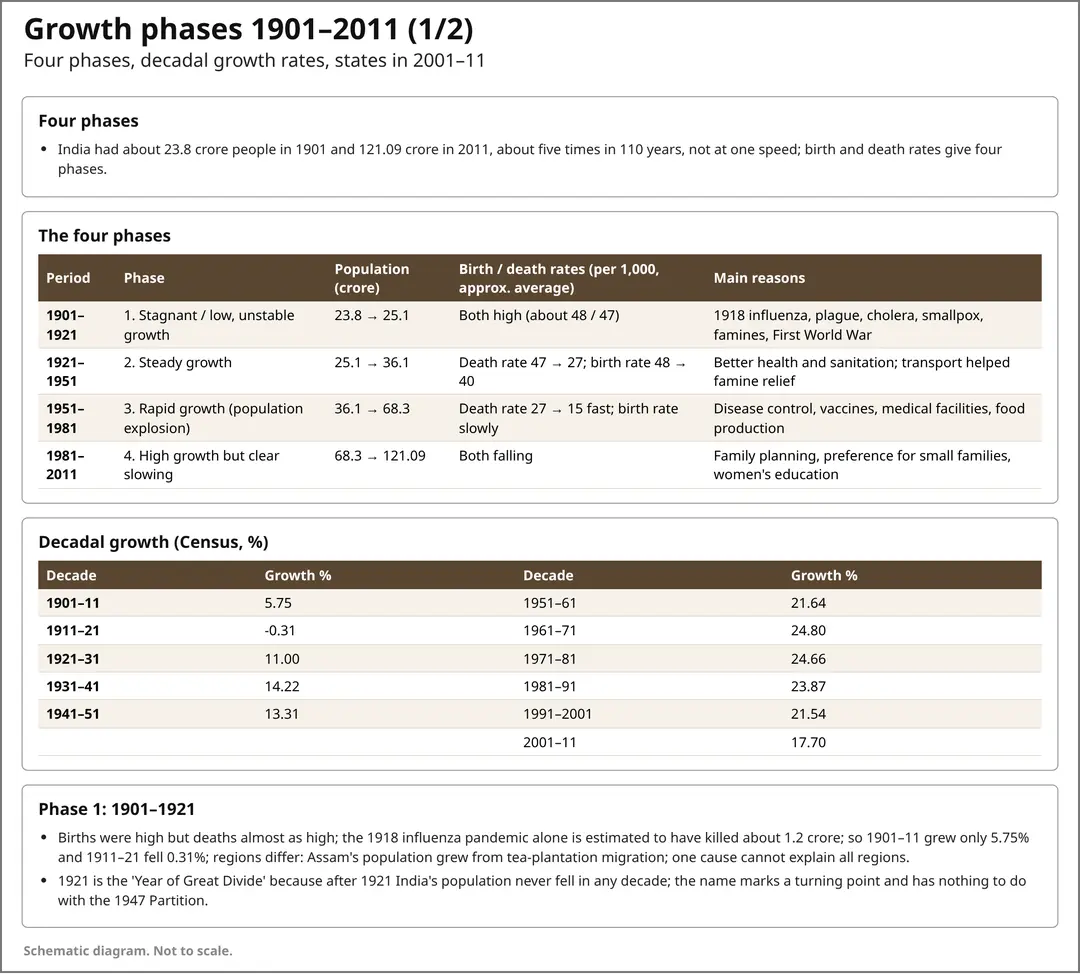 Growth phases 1901–2011 (1/2)
Four phases, decadal growth rates, states in 2001–11
Four phases
• India had about 23.8 crore people in 1901 and 121.09 crore in 2011, about five times in 110 years, not at one speed; birth and death rates give four
phases.
The four phases
Period Phase Population (crore) Birth / death rates (per 1,000, approx. average) Main reasons
1901–1921 1. Stagnant / low, unstable growth 23.8 → 25.1 Both high (about 48 / 47) 1918 influenza, plague, cholera, smallpox, famines, First World War
1921–1951 2. Steady growth 25.1 → 36.1 Death rate 47 → 27; birth rate 48 → 40 Better health and sanitation; transport helped famine relief
1951–1981 3. Rapid growth (population explosion) 36.1 → 68.3 Death rate 27 → 15 fast; birth rate slowly Disease control, vaccines, medical facilities, food production
1981–2011 4. High growth but clear slowing 68.3 → 121.09 Both falling Family planning, preference for small families, women's education
Decadal growth (Census, %)
Decade Growth % Decade Growth %
1901–11 5.75 1951–61 21.64
1911–21 -0.31 1961–71 24.80
1921–31 11.00 1971–81 24.66
1931–41 14.22 1981–91 23.87
1941–51 13.31 1991–2001 21.54
2001–11 17.70
Phase 1: 1901–1921
• Births were high but deaths almost as high; the 1918 influenza pandemic alone is estimated to have killed about 1.2 crore; so 1901–11 grew only 5.75%
and 1911–21 fell 0.31%; regions differ: Assam's population grew from tea-plantation migration; one cause cannot explain all regions.
• 1921 is the 'Year of Great Divide' because after 1921 India's population never fell in any decade; the name marks a turning point and has nothing to do
with the 1947 Partition.
Schematic diagram. Not to scale.